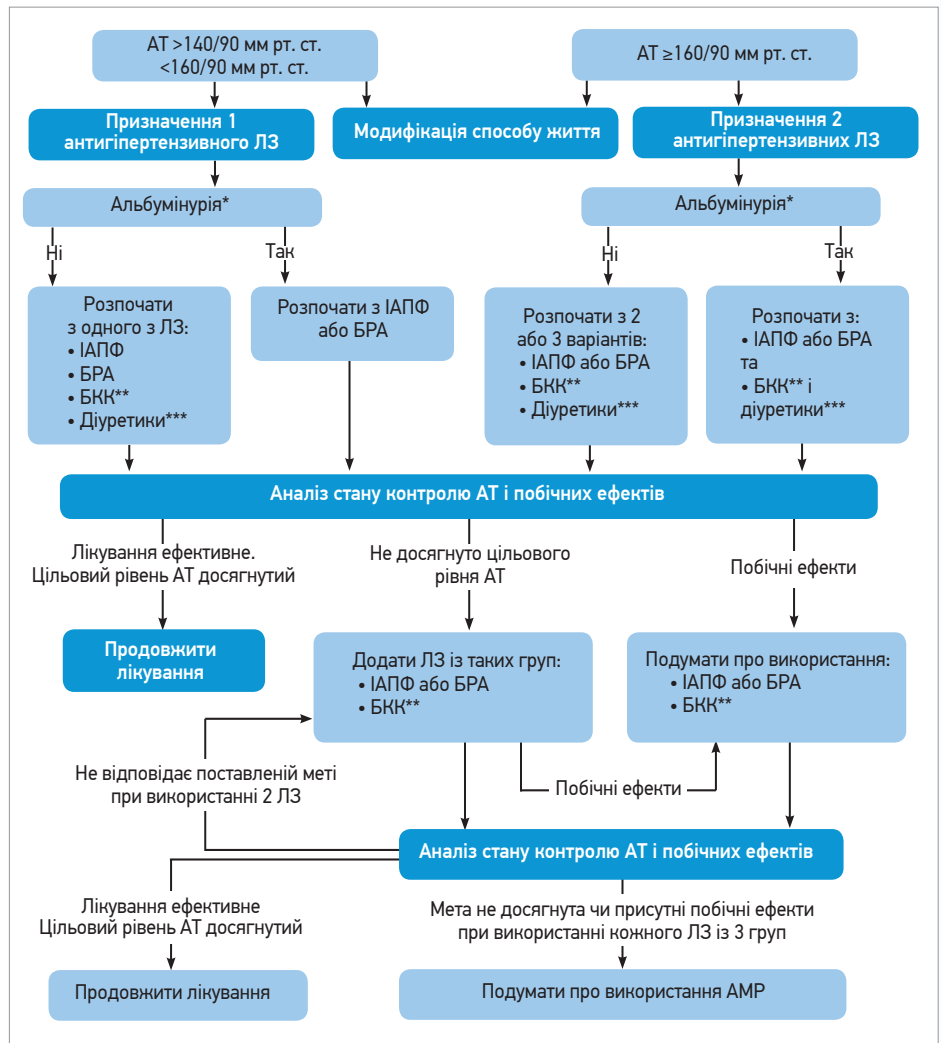 АТ >140/90 мм рт. ст.
<160/90 мм рт. ст.
АТ ≥160/90 мм рт. ст.
Призначення 1
антигіпертензивного ЛЗ
Модифікація способу життя
Призначення 2
антигіпертензивних ЛЗ
Альбумінурія*
Альбумінурія*
Ні
Так
Ні
Так
Розпочати
з одного з ЛЗ:
• ІАПФ
• БРА
• БКК**
• Діуретики***
Розпочати з ІАПФ
або БРА
Розпочати з 2
або 3 варіантів:
• ІАПФ або БРА
• БКК**
• Діуретики***
Розпочати з:
• ІАПФ або БРА
та
• БКК** і
діуретики***
Аналіз стану контролю АТ і побічних ефектів
Лікування ефективне.
Цільовий рівень АТ досягнутий
Не досягнуто цільового
рівня АТ
Побічні ефекти
Продовжити
лікування
Додати ЛЗ із таких груп:
• ІАПФ або БРА
• БКК**
Подумати про використання:
• ІАПФ або БРА
• БКК**
Не відповідає поставленій меті
при використанні 2 ЛЗ
Побічні ефекти
Аналіз стану контролю АТ і побічних ефектів
Лікування ефективне
Цільовий рівень АТ досягнутий
Мета не досягнута чи присутні побічні ефекти
при використанні кожного ЛЗ із 3 груп
Продовжити лікування
Подумати про використання АМР